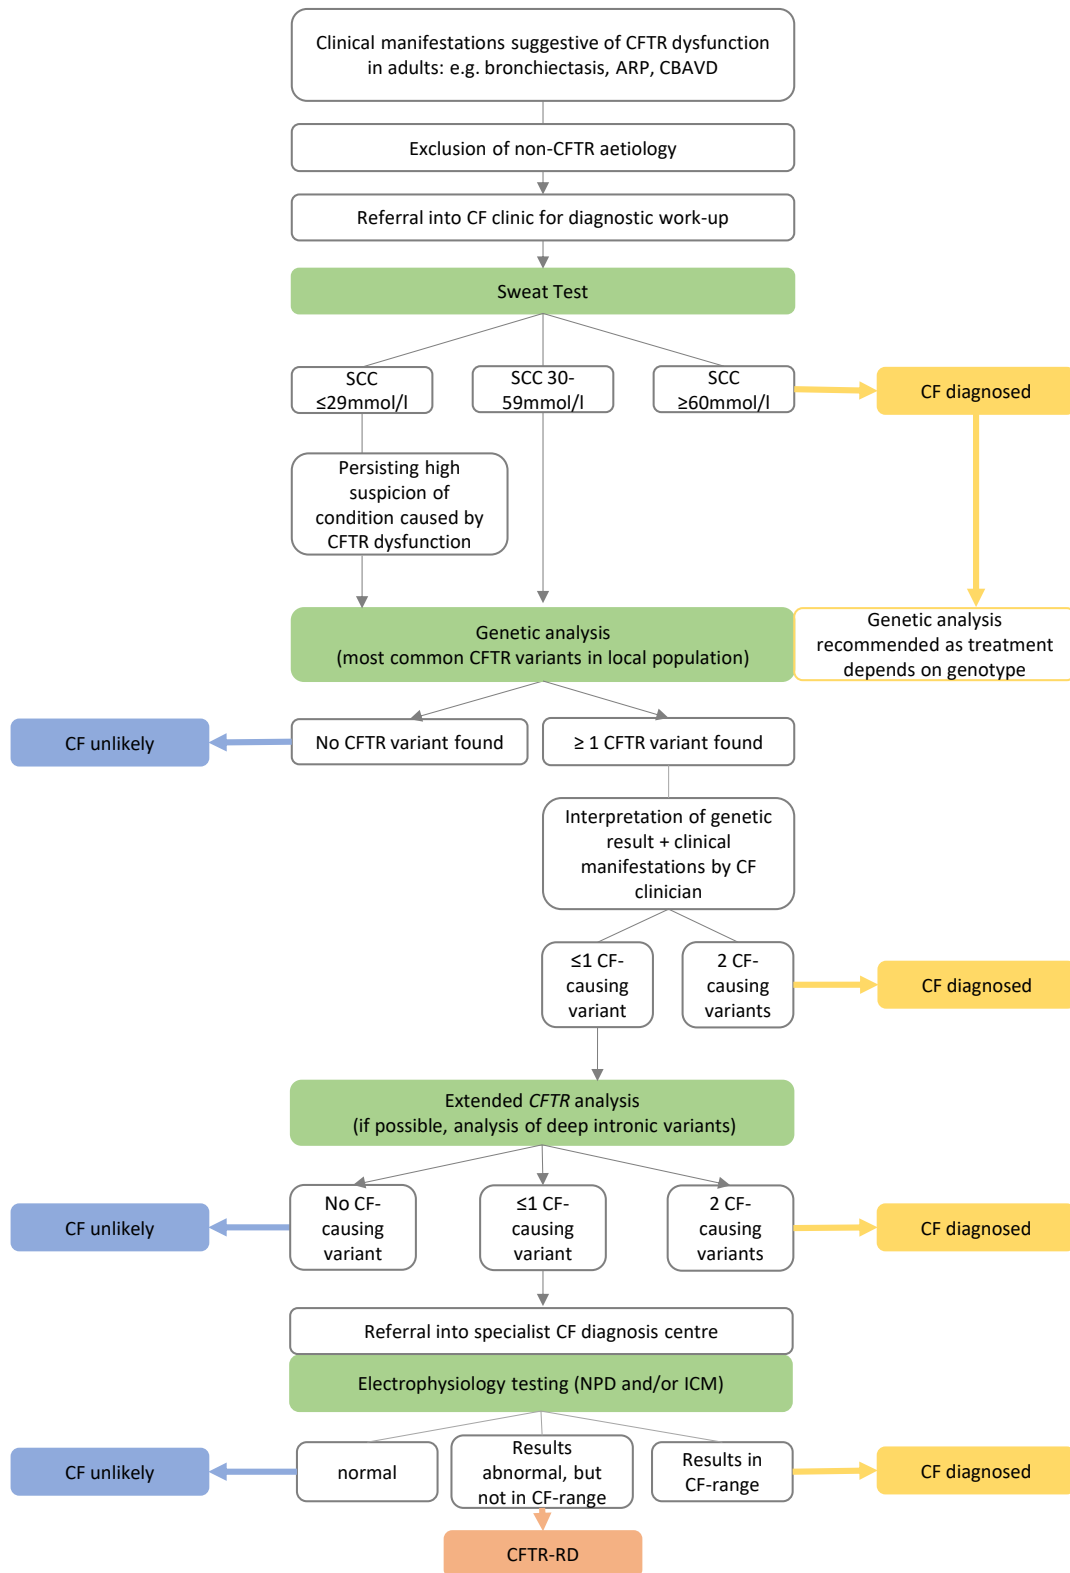 Clinical manifestations suggestive of CFTR dysfunction
in adults: e.g. bronchiectasis, ARP, CBAVD
Exclusion of non-CFTR aetiology
Referral into CF clinic for diagnostic work-up
Sweat Test
SCC
≤29mmol/l
SCC 30-
59mmol/l
SCC
≥60mmol/l
CF diagnosed
Persisting high
suspicion of
condition caused by
CFTR dysfunction
Genetic analysis
(most common CFTR variants in local population)
Genetic analysis
recommended as treatment
depends on genotype
CF unlikely
No CFTR variant found
≥ 1 CFTR variant found
Interpretation of genetic
result + clinical
manifestations by CF
clinician
≤1 CF-
causing
variant
2 CF-
causing
variants
CF diagnosed
Extended CFTR analysis
(if possible, analysis of deep intronic variants)
CF unlikely
No CF-
causing
variant
≤1 CF-
causing
variant
2 CF-
causing
variants
CF diagnosed
Referral into specialist CF diagnosis centre
Electrophysiology testing (NPD and/or ICM)
CF unlikely
normal
Results
abnormal, but
not in CF-range
Results in
CF-range
CF diagnosed
CFTR-RD